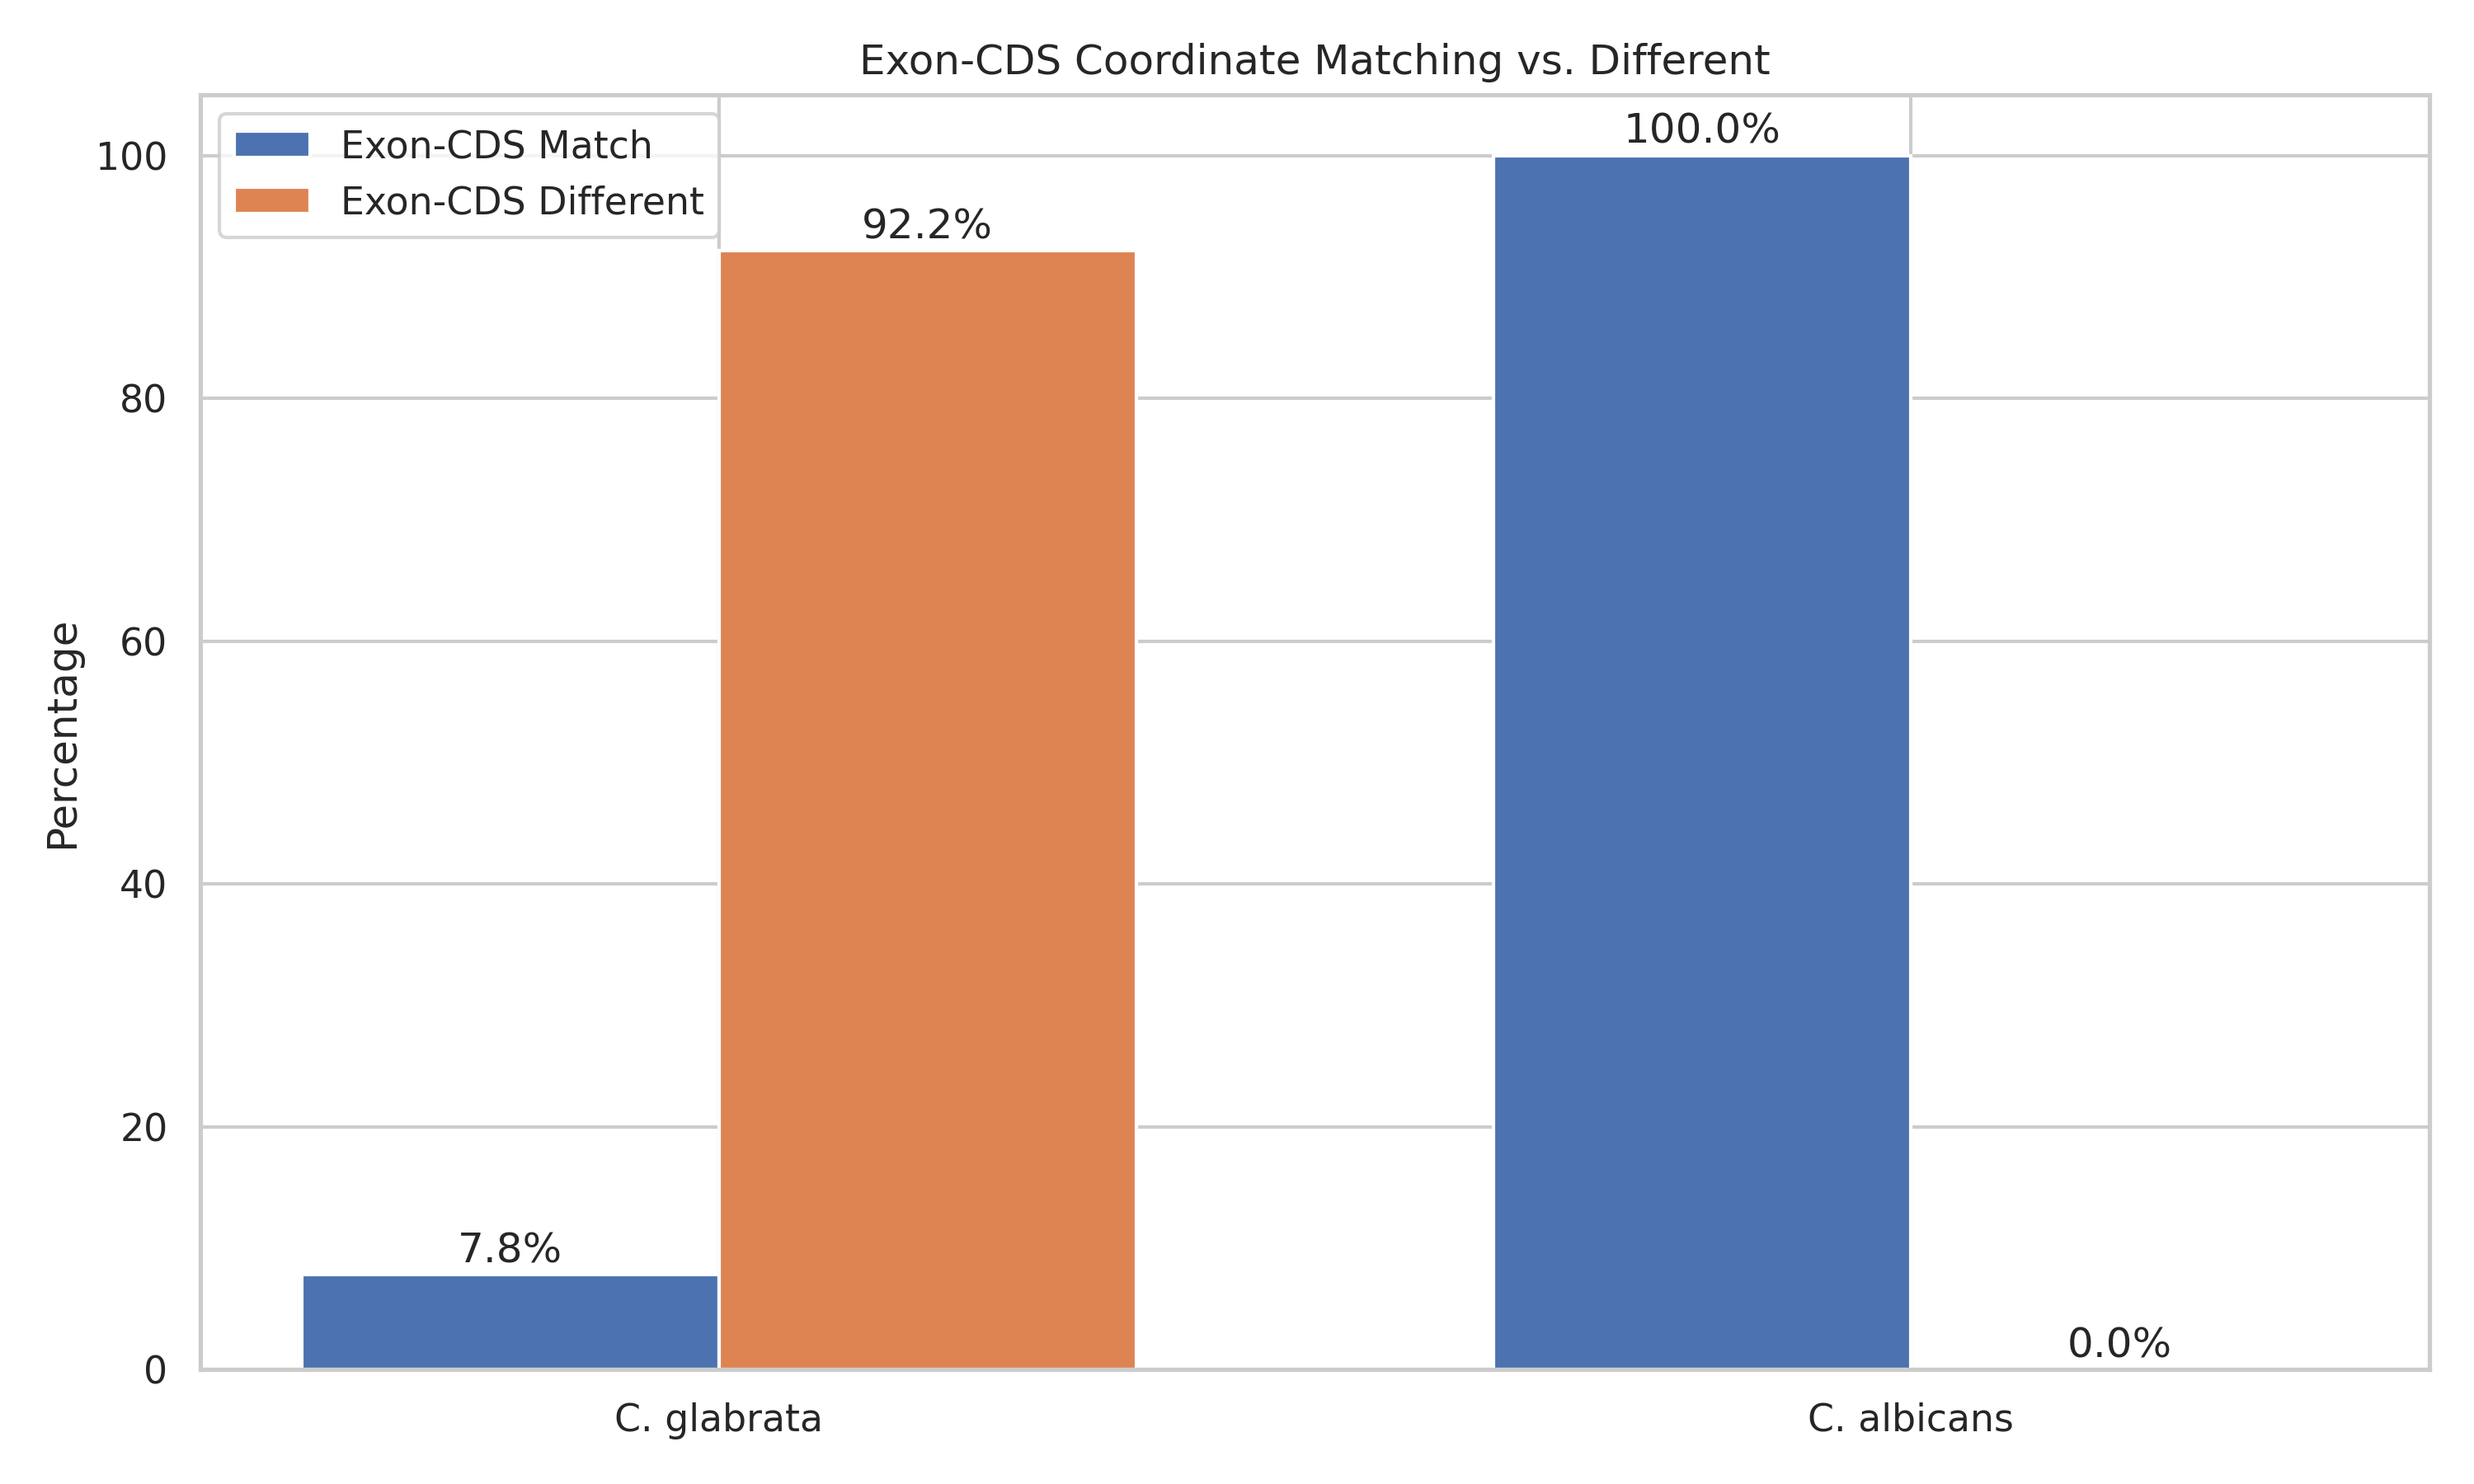 Exon-CDS Coordinate Matching vs. Different
Exon-CDS Match
Exon-CDS Different
100
80
60
40
20
0
Percentage
7.8%
92.2%
100.0%
0.0%
C. glabrata
C. albicans